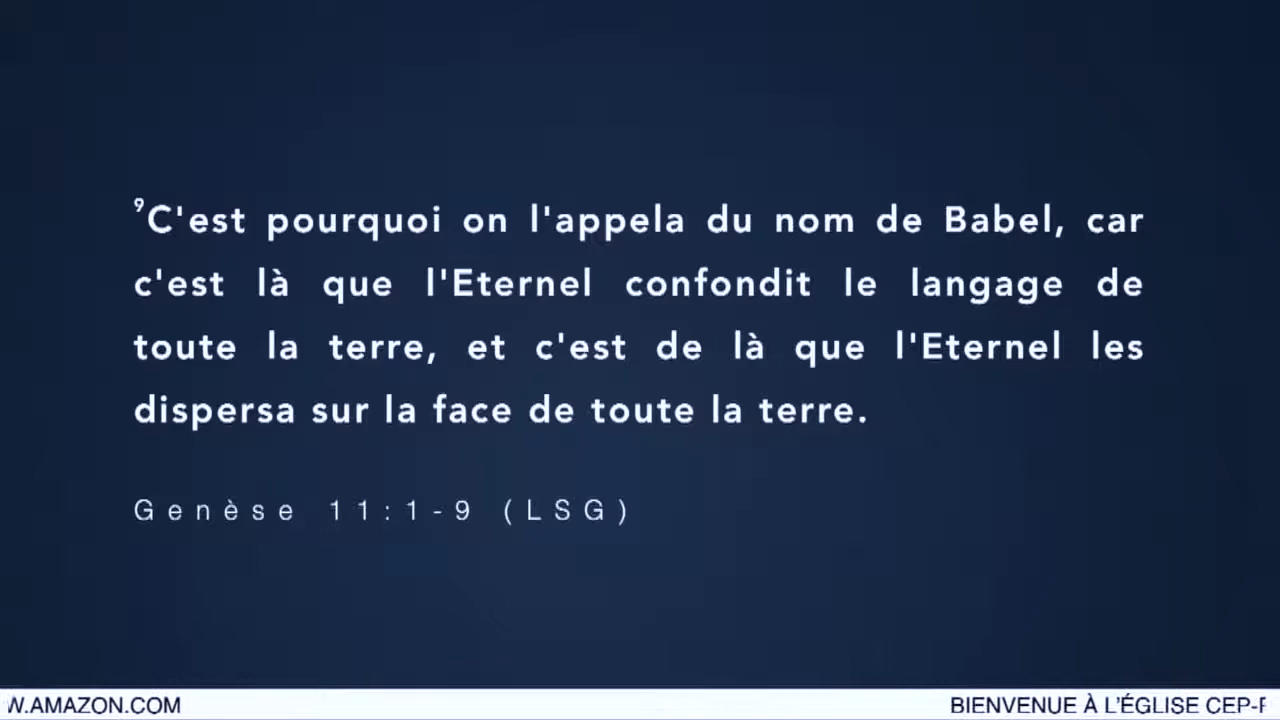 ⁹C'est pourquoi on l'appela du nom de Babel, car
c'est là que l'Eternel confondit le langage de
toute la terre, et c'est de là que l'Eternel les
dispersa sur la face de toute la terre.
Genèse 11:1-9 (LSG)
W.AMAZON.COM
BIENVENUE À L'ÉGLISE CEP-